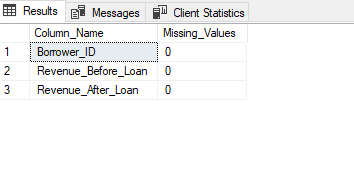 Results Messages Client Statistics
Column_Name Missing_Values
1 Borrower_ID 0
2 Revenue_Before_Loan 0
3 Revenue_After_Loan 0